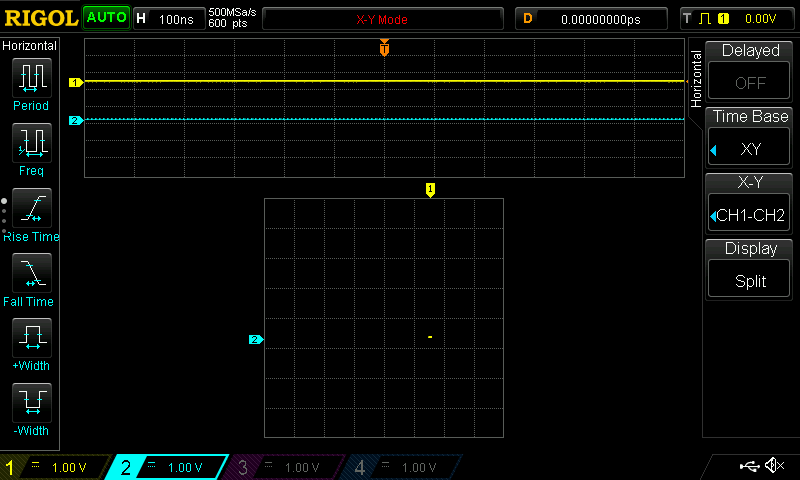 RIGOL AUTO H 100ns 500MSa/s 600 pts X-Y Mode D 0.00000000ps T 1 0.00V
T
Horizontal
Period
Freq
Rise Time
Fall Time
+Width
-Width
1
2
1
2
Horizontal
Delayed
OFF
Time Base
XY
X-Y
CH1-CH2
Display
Split
1 1.00 V 2 1.00 V 3 1.00 V 4 1.00 V